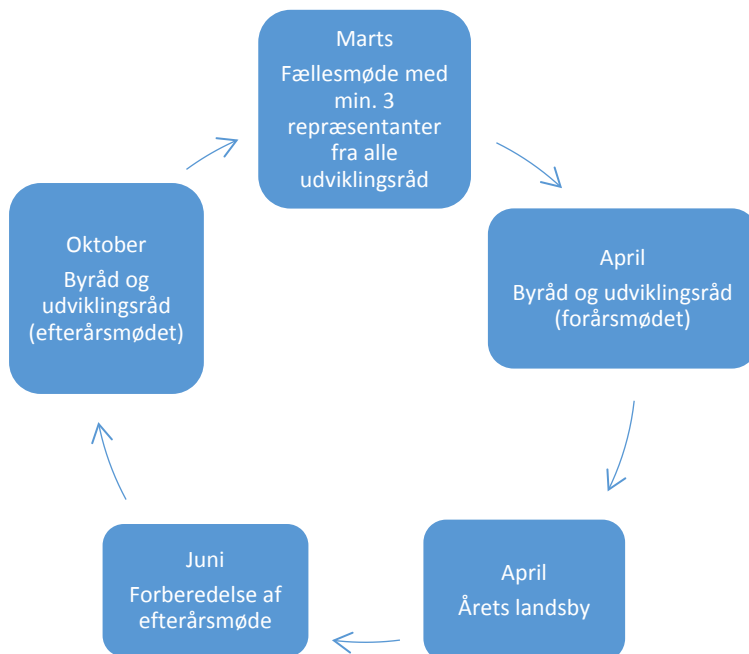 Marts
Fællesmøde med
min. 3
repræsentanter
fra alle
udviklingsråd
April
Byråd og udviklingsråd
(forårsmødet)
April
Årets landsby
Juni
Forberedelse af
efterårsmøde
Oktober
Byråd og
udviklingsråd
(efterårsmødet)